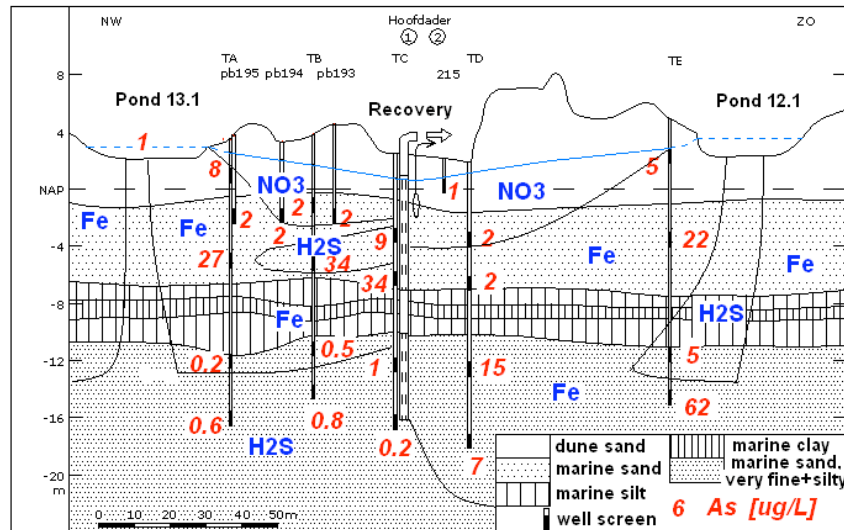 NW
Hoofdader
ZO
1 2
TA TB TC TD TE
pb195 pb194 pb193 215
8
Pond 13.1
Recovery
Pond 12.1
4
1
8
NO3
1
NO3
5
NAP
Fe
Fe
2
2
2
2
H2S
9
2
Fe
22
Fe
-4
27
34
34
2
-8
Fe
H2S
0.2
0.5
1
15
5
-12
Fe
62
-16
0.6
0.8
0.2
H2S
7
-20
m
dune sand
marine sand
marine silt
well screen
marine clay
marine sand,
very fine+silty
6 As [ug/L]
0 10 20 30 40 50m